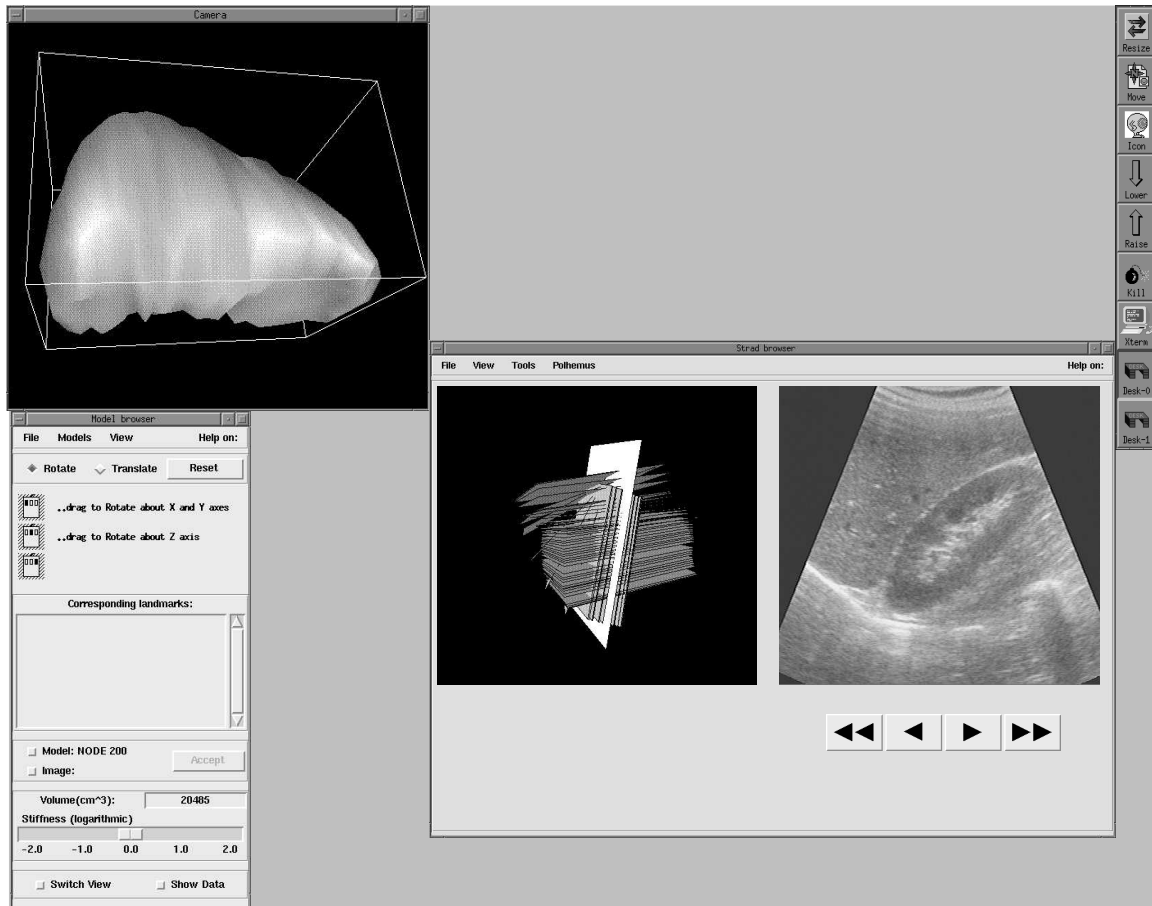 Camera
Resize
Move
Icon
Lower
Raise
Kill
Xterm
Desk-0
Desk-1
Strad browser
File View Tools Polhemus Help on:
Model browser
File Models View Help on:
Rotate Translate Reset
..drag to Rotate about X and Y axes
..drag to Rotate about Z axis
Corresponding landmarks:
Model: NODE 200
Image:
Accept
Volume(cm^3): 20485
Stiffness (logarithmic)
-2.0 -1.0 0.0 1.0 2.0
Switch View Show Data